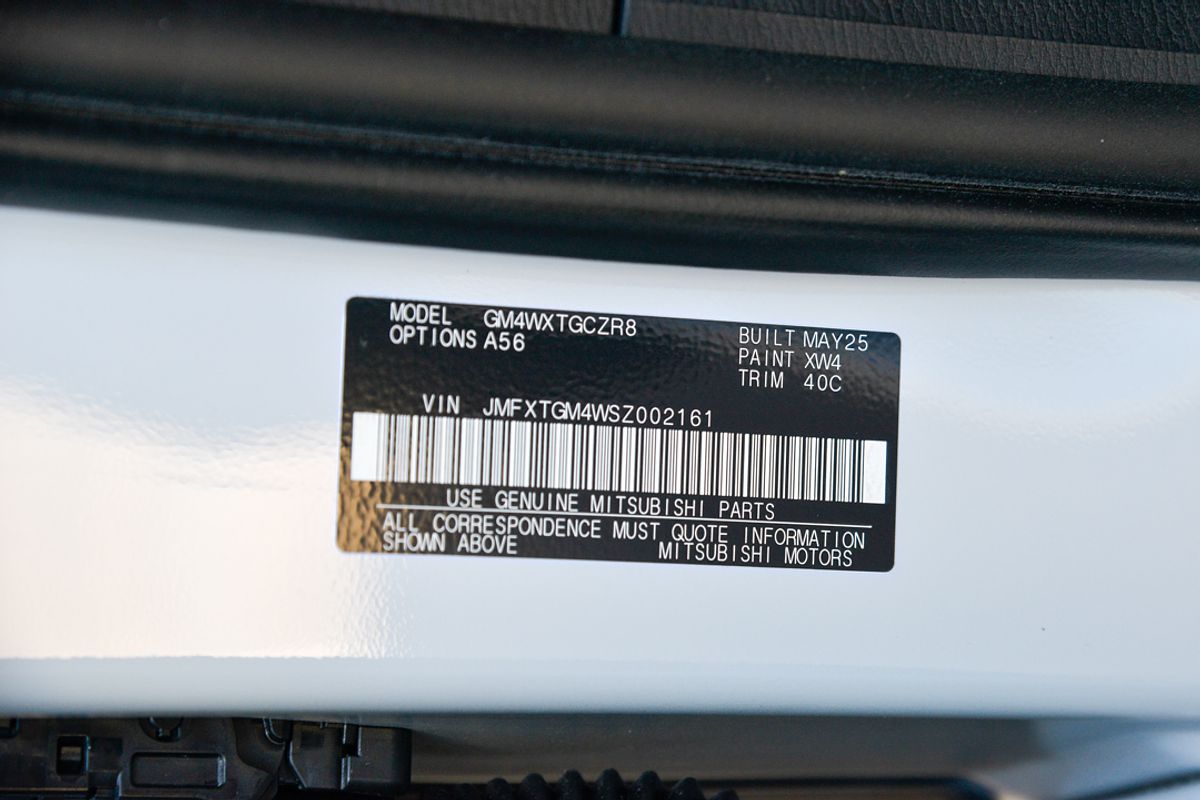 MODEL GM4WXTGCZR8
OPTIONS A56
BUILT MAY25
PAINT XW4
TRIM 40C
VIN JMFXTGM4WSZ002161
USE GENUINE MITSUBISHI PARTS
ALL CORRESPONDENCE MUST QUOTE INFORMATION
SHOWN ABOVE MITSUBISHI MOTORS